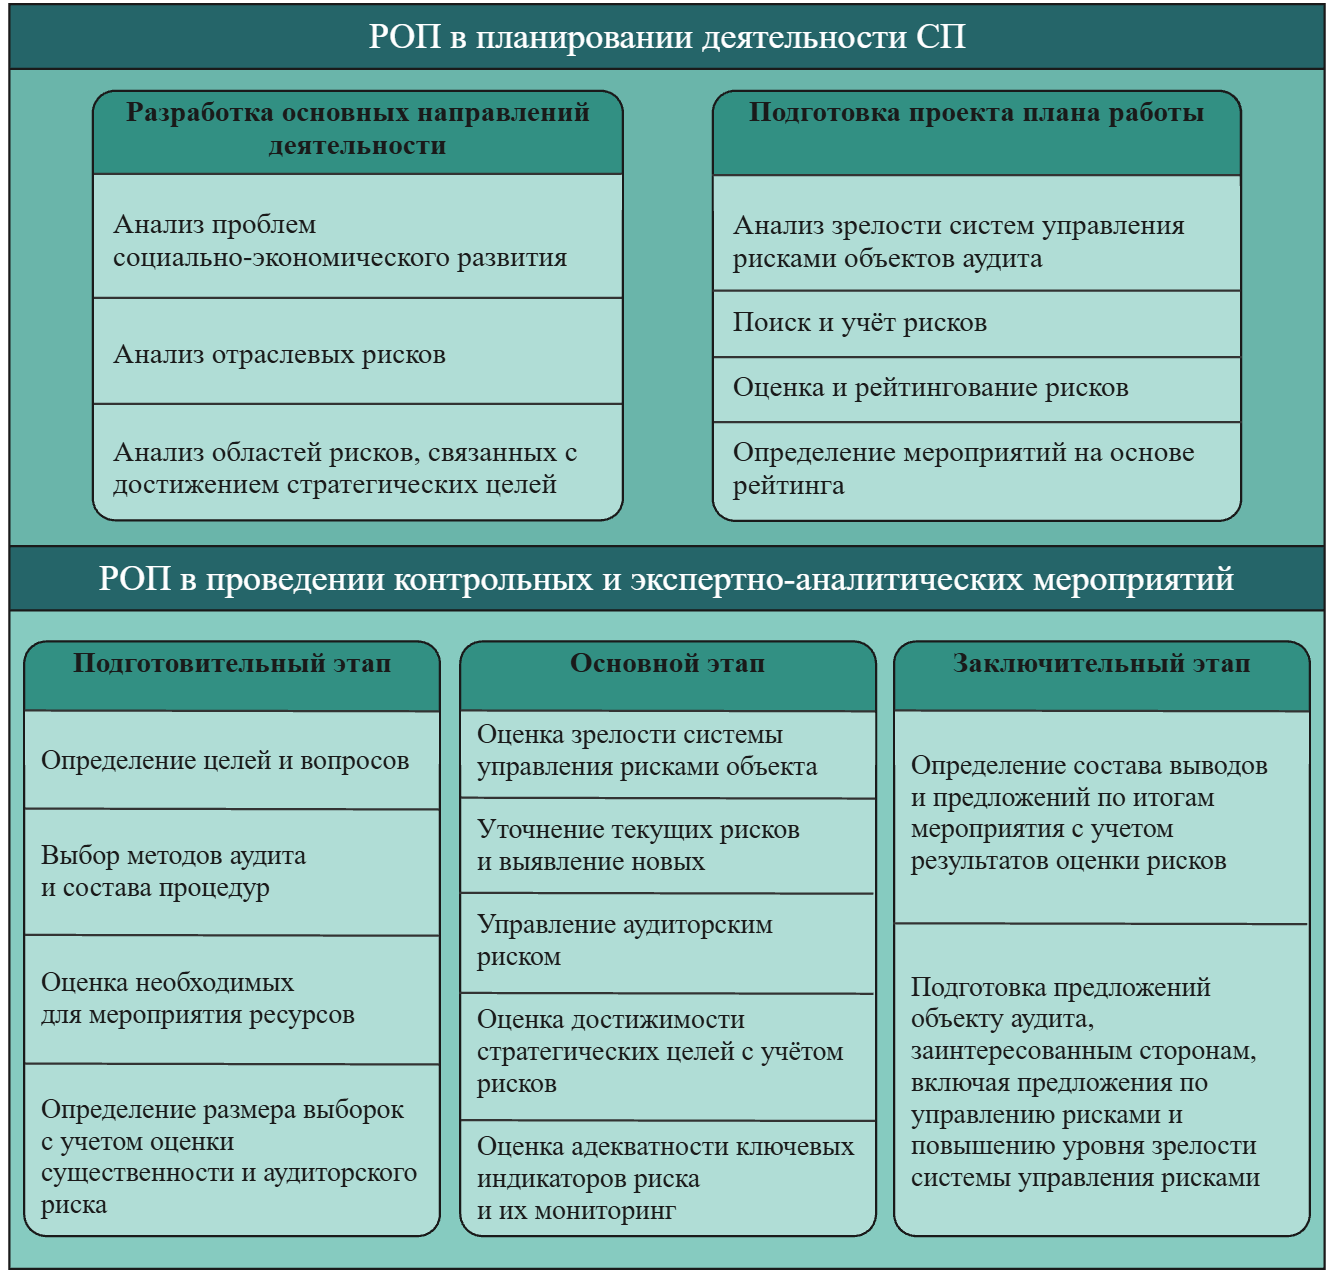 РОП в планировании деятельности СП
Разработка основных направлений
деятельности
Анализ проблем
социально-экономического развития
Анализ отраслевых рисков
Анализ областей рисков, связанных с
достижением стратегических целей
Подготовка проекта плана работы
Анализ зрелости систем управления
рисками объектов аудита
Поиск и учёт рисков
Оценка и рейтингование рисков
Определение мероприятий на основе
рейтинга
РОП в проведении контрольных и экспертно-аналитических мероприятий
Подготовительный этап
Определение целей и вопросов
Выбор методов аудита
и состава процедур
Оценка необходимых
для мероприятия ресурсов
Определение размера выборок
с учетом оценки
существенности и аудиторского
риска
Основной этап
Оценка зрелости системы
управления рисками объекта
Уточнение текущих рисков
и выявление новых
Управление аудиторским
риском
Оценка достижимости
стратегических целей с учётом
рисков
Оценка адекватности ключевых
индикаторов риска
и их мониторинг
Заключительный этап
Определение состава выводов
и предложений по итогам
мероприятия с учетом
результатов оценки рисков
Подготовка предложений
объекту аудита,
заинтересованным сторонам,
включая предложения по
управлению рисками и
повышению уровня зрелости
системы управления рисками